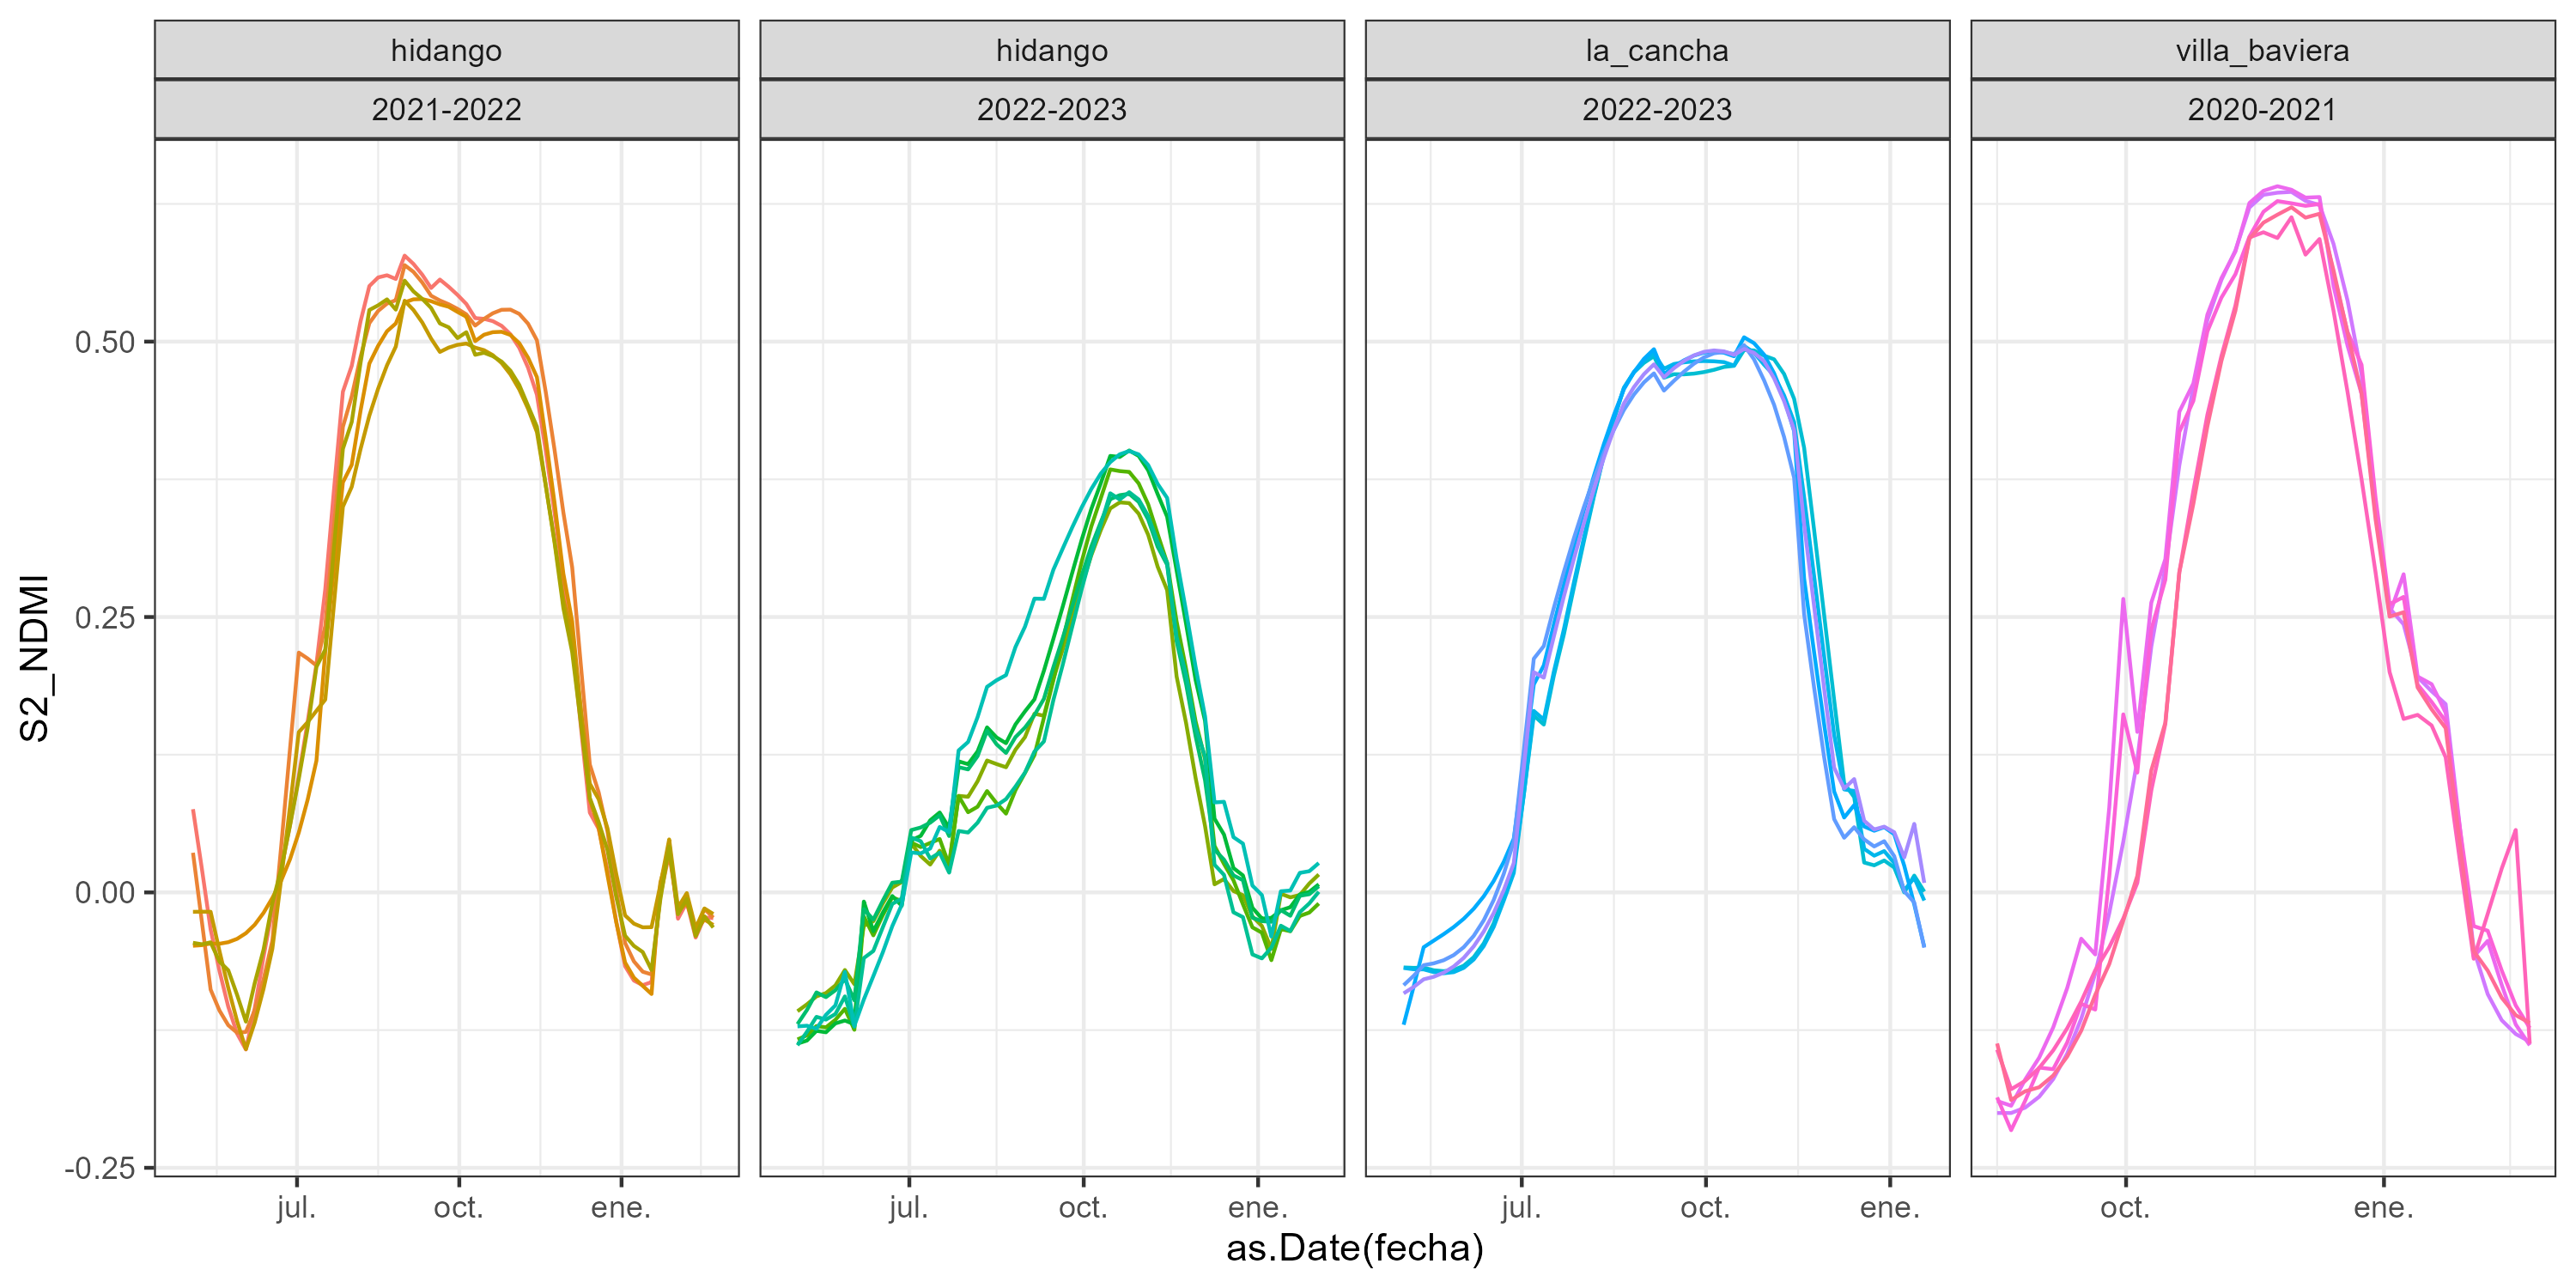 hidango
hidango
la_cancha
villa_baviera
2021-2022
2022-2023
2022-2023
2020-2021
S2_NDMI
0.50
0.25
0.00
-0.25
jul.
oct.
ene.
jul.
oct.
ene.
jul.
oct.
ene.
oct.
ene.
as.Date(fecha)